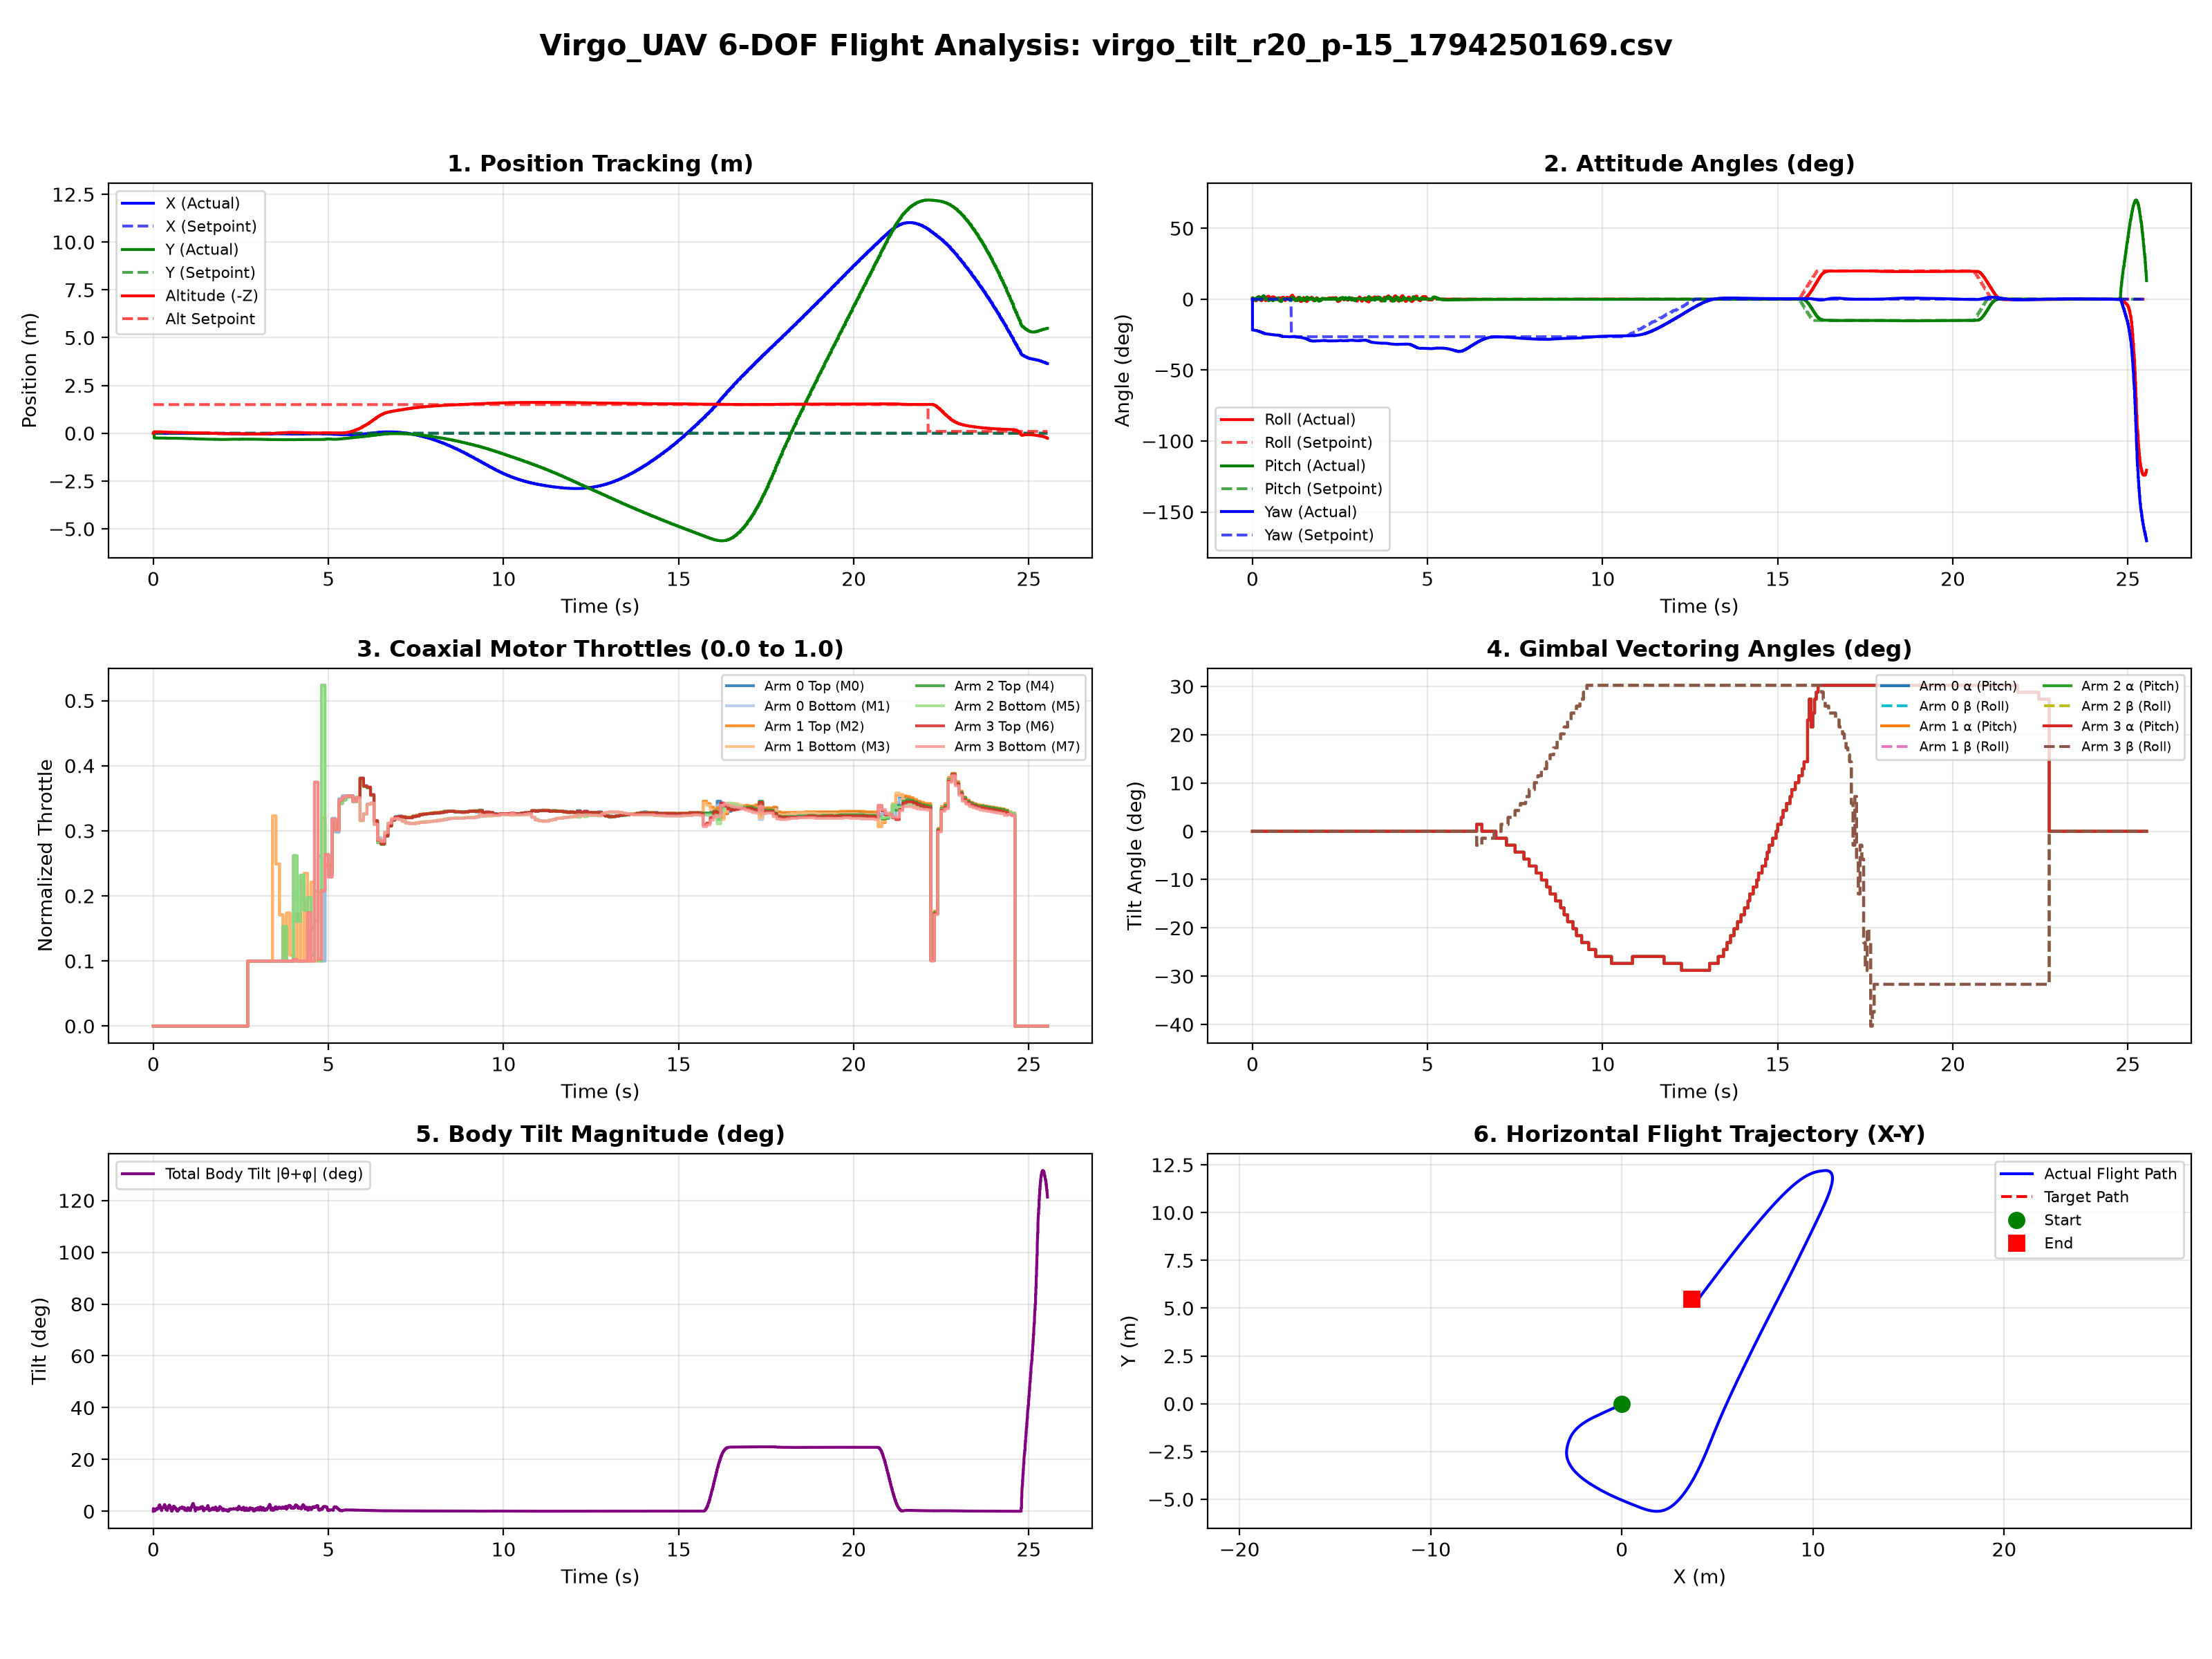 Virgo_UAV 6-DOF Flight Analysis: virgo_tilt_r20_p-15_1794250169.csv
1. Position Tracking (m)
Position (m)
12.5
10.0
7.5
5.0
2.5
0.0
−2.5
−5.0
X (Actual)
X (Setpoint)
Y (Actual)
Y (Setpoint)
Altitude (-Z)
Alt Setpoint
0 5 10 15 20 25
Time (s)
2. Attitude Angles (deg)
Angle (deg)
50
0
−50
−100
−150
Roll (Actual)
Roll (Setpoint)
Pitch (Actual)
Pitch (Setpoint)
Yaw (Actual)
Yaw (Setpoint)
0 5 10 15 20 25
Time (s)
3. Coaxial Motor Throttles (0.0 to 1.0)
Normalized Throttle
0.5
0.4
0.3
0.2
0.1
0.0
Arm 0 Top (M0) Arm 2 Top (M4)
Arm 0 Bottom (M1) Arm 2 Bottom (M5)
Arm 1 Top (M2) Arm 3 Top (M6)
Arm 1 Bottom (M3) Arm 3 Bottom (M7)
0 5 10 15 20 25
Time (s)
4. Gimbal Vectoring Angles (deg)
Tilt Angle (deg)
30
20
10
0
−10
−20
−30
−40
Arm 0 α (Pitch) Arm 2 α (Pitch)
Arm 0 β (Roll) Arm 2 β (Roll)
Arm 1 α (Pitch) Arm 3 α (Pitch)
Arm 1 β (Roll) Arm 3 β (Roll)
0 5 10 15 20 25
Time (s)
5. Body Tilt Magnitude (deg)
Tilt (deg)
120
100
80
60
40
20
0
Total Body Tilt |θ+φ| (deg)
0 5 10 15 20 25
Time (s)
6. Horizontal Flight Trajectory (X-Y)
Y (m)
12.5
10.0
7.5
5.0
2.5
0.0
−2.5
−5.0
Actual Flight Path
Target Path
Start
End
−20 −10 0 10 20
X (m)